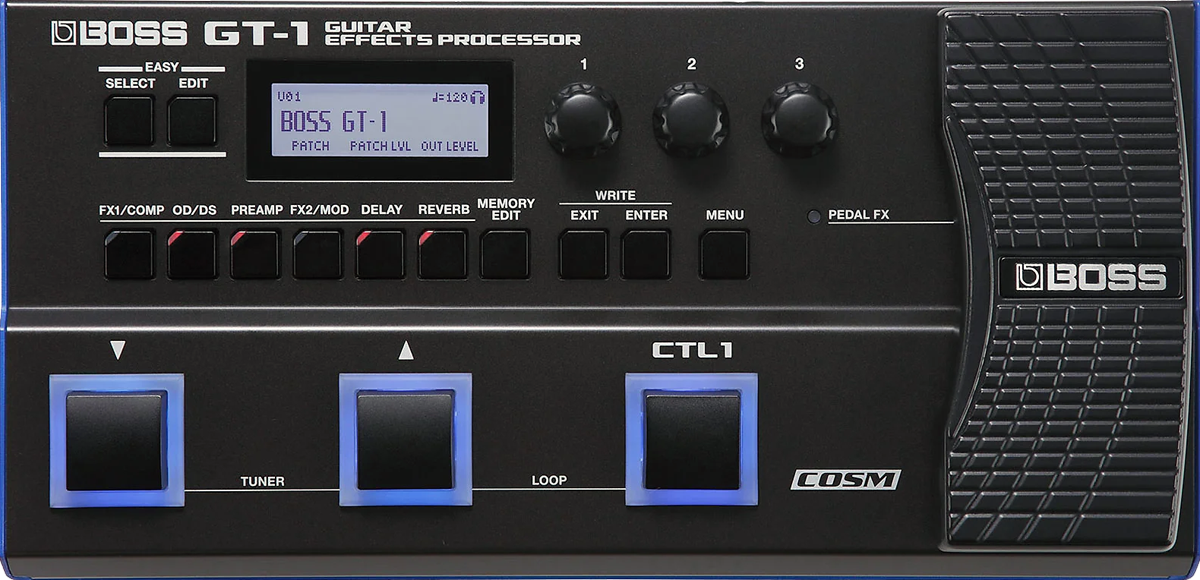 BOSS GT-1 GUITAR
EFFECTS PROCESSOR
EASY
SELECT EDIT
U01 ♩=120
BOSS GT-1
PATCH PATCH LVL OUT LEVEL
1 2 3
FX1/COMP OD/DS PREAMP FX2/MOD DELAY REVERB MEMORY
EDIT
WRITE
EXIT ENTER
MENU
PEDAL FX
BOSS
▼ ▲ CTL1
TUNER LOOP
COSM